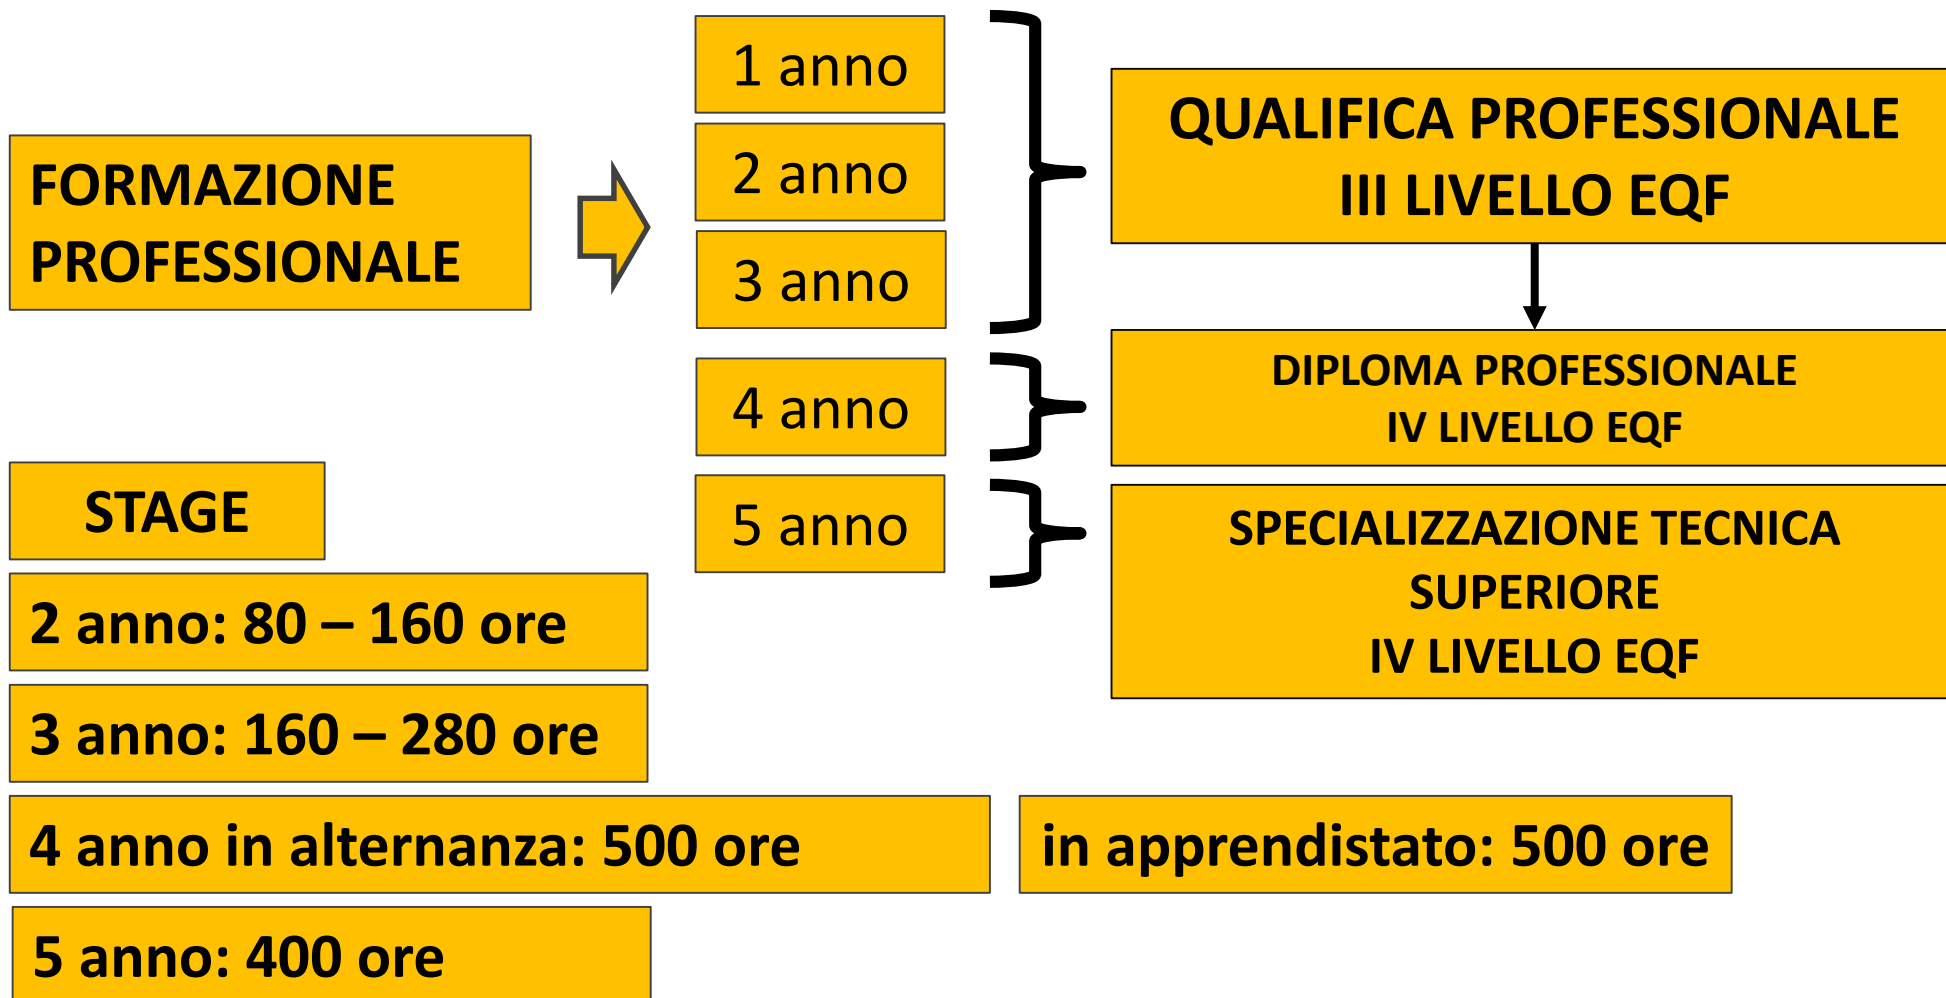 FORMAZIONE
PROFESSIONALE
1 anno
2 anno
3 anno
4 anno
5 anno
QUALIFICA PROFESSIONALE
III LIVELLO EQF
DIPLOMA PROFESSIONALE
IV LIVELLO EQF
SPECIALIZZAZIONE TECNICA
SUPERIORE
IV LIVELLO EQF
STAGE
2 anno: 80 – 160 ore
3 anno: 160 – 280 ore
4 anno in alternanza: 500 ore
in apprendistato: 500 ore
5 anno: 400 ore